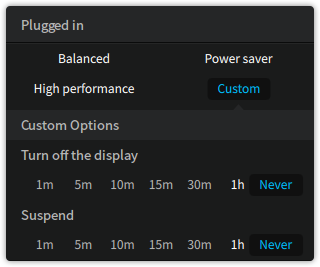 Plugged in
Balanced Power saver
High performance Custom
Custom Options
Turn off the display
1m 5m 10m 15m 30m 1h Never
Suspend
1m 5m 10m 15m 30m 1h Never